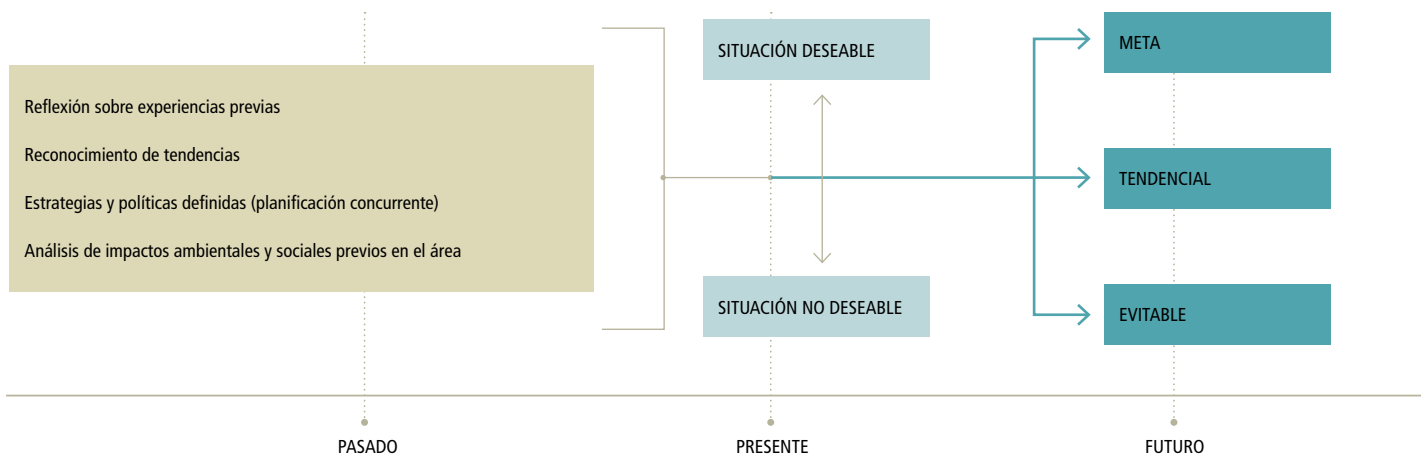 Reflexión sobre experiencias previas
Reconocimiento de tendencias
Estrategias y políticas definidas (planificación concurrente)
Análisis de impactos ambientales y sociales previos en el área
SITUACIÓN DESEABLE
SITUACIÓN NO DESEABLE
META
TENDENCIAL
EVITABLE
PASADO
PRESENTE
FUTURO